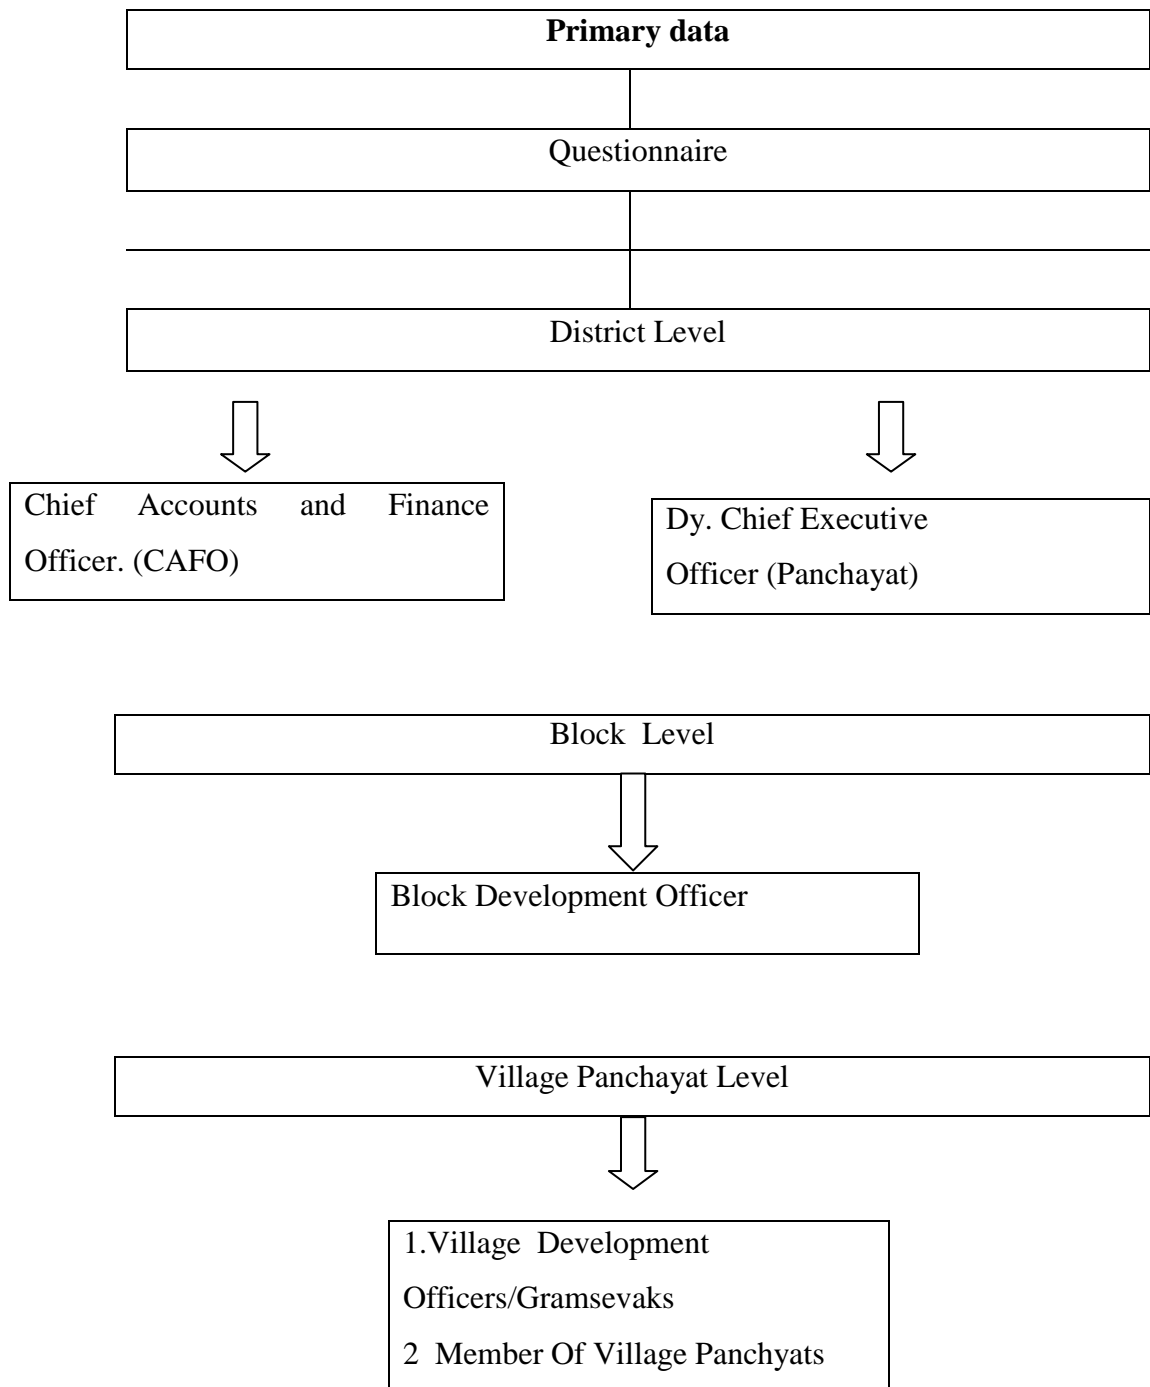 Primary data
Questionnaire
District Level
Chief Accounts and Finance
Officer. (CAFO)
Dy. Chief Executive
Officer (Panchayat)
Block Level
Block Development Officer
Village Panchayat Level
1.Village Development
Officers/Gramsevaks
2 Member Of Village Panchyats